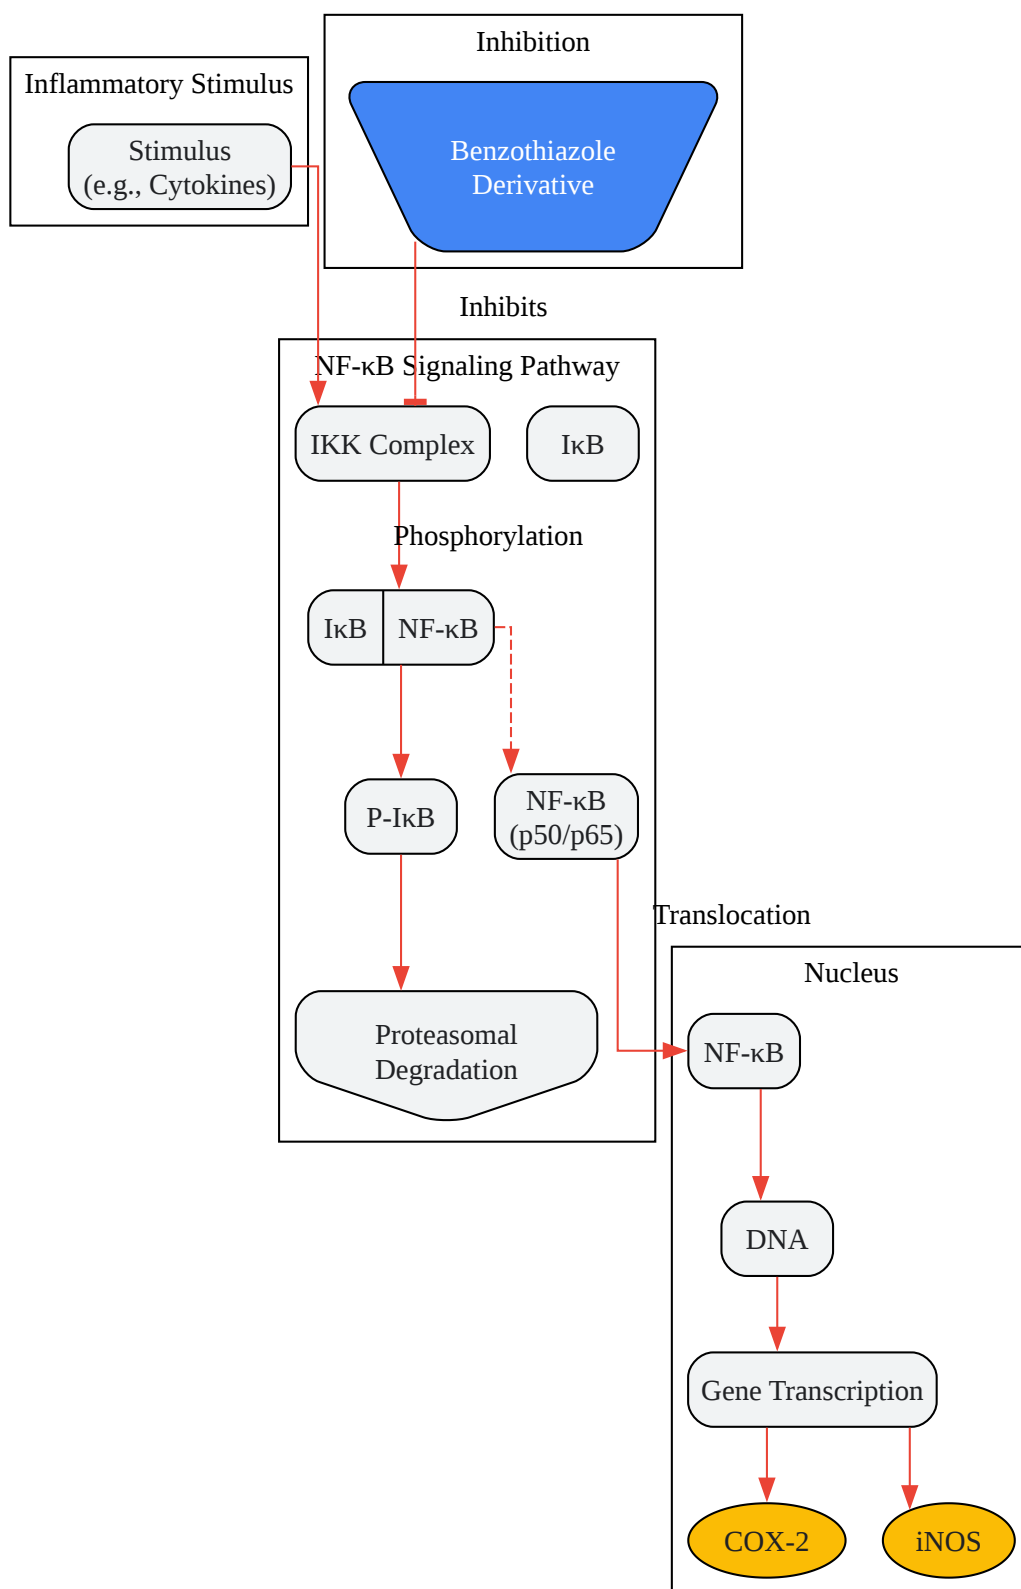 Inhibition
Inflammatory Stimulus
Stimulus
(e.g., Cytokines)
Benzothiazole
Derivative
Inhibits
NF-κB Signaling Pathway
IKK Complex
IκB
Phosphorylation
IκB
NF-κB
P-IκB
NF-κB
(p50/p65)
Translocation
Nucleus
Proteasomal
Degradation
NF-κB
DNA
Gene Transcription
COX-2
iNOS